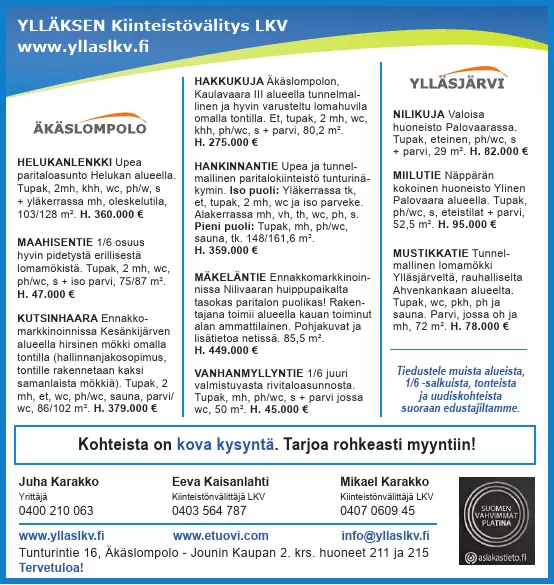 YLLÄKSEN Kiinteistövälitys LKV
www.yllaslkv.fi
ÄKÄSLOMPOLO
HELUKANLENKKI Upea
paritaloasunto Helukan alueella.
Tupak, 2mh, khh, wc, ph/w, s
+ yläkerrassa mh, oleskelutila,
103/128 m². H. 360.000 €
MAAHISENTIE 1/6 osuus
hyvin pidetystä erillisestä
lomamökistä. Tupak, 2 mh, wc,
ph/wc, s + iso parvi, 75/87 m².
H. 47.000 €
KUTSINHAARA Ennakko-
markkinoinnissa Kesänkijärven
alueella hirsinen mökki omalla
tontilla (hallinnanjakosopimus,
tontille rakennetaan kaksi
samanlaista mökkiä). Tupak, 2
mh, et, wc, ph/wc, sauna, parvi/
wc, 86/102 m². H. 379.000 €
HAKKUKUJA Äkäslompolon,
Kaulavaara III alueella tunnelmal-
linen ja hyvin varusteltu lomahuvila
omalla tontilla. Et, tupak, 2 mh, wc,
khh, ph/wc, s + parvi, 80,2 m².
H. 275.000 €
HANKINNANTIE Upea ja tunnel-
mallinen paritalokiinteistö tunturinä-
kymin. Iso puoli: Yläkerrassa tk,
et, tupak, 2 mh, wc ja iso parveke.
Alakerrassa mh, vh, th, wc, ph, s.
Pieni puoli: Tupak, mh, ph/wc,
sauna, tk. 148/161,6 m².
H. 359.000 €
MÄKELÄNTIE Ennakkomarkkinoin-
nissa Nilivaaran huippupaikalta
tasokas paritalon puolikas! Raken-
tajana toimii alueella kauan toiminut
alan ammattilainen. Pohjakuvat ja
lisätietoa netissä. 85,5 m².
H. 449.000 €
VANHANMYLLYNTIE 1/6 juuri
valmistuvasta rivitaloasunnosta.
Tupak, mh, ph/wc, s + parvi jossa
wc, 50 m². H. 45.000 €
YLLÄSJÄRVI
NILIKUJA Valoisa
huoneisto Palovaarassa.
Tupak, eteinen, ph/wc, s
+ parvi, 29 m². H. 82.000 €
MIILUTIE Näppärän
kokoinen huoneisto Ylinen
Palovaara alueella. Tupak,
ph/wc, s, eteistilat + parvi,
52,5 m². H. 95.000 €
MUSTIKKATIE Tunnel-
mallinen lomamökki
Ylläsjärveltä, rauhalliselta
Ahvenkankaan alueelta.
Tupak, wc, pkh, ph ja
sauna. Parvi, jossa oh ja
mh, 72 m². H. 78.000 €
Tiedustele muista alueista,
1/6 -salkuista, tonteista
ja uudiskohteista
suoraan edustajiltamme.
Kohteista on kova kysyntä. Tarjoa rohkeasti myyntiin!
Juha Karakko
Yrittäjä
0400 210 063
Eeva Kaisanlahti
Kiinteistönvälittäjä LKV
0403 564 787
Mikael Karakko
Kiinteistönvälittäjä LKV
0407 0609 45
www.yllaslkv.fi www.etuovi.com info@yllaslkv.fi
Tunturintie 16, Äkäslompolo - Jounin Kaupan 2. krs. huoneet 211 ja 215
Tervetuloa!
SUOMEN
VAHVIMMAT
PLATINA
asiakastieto.fi